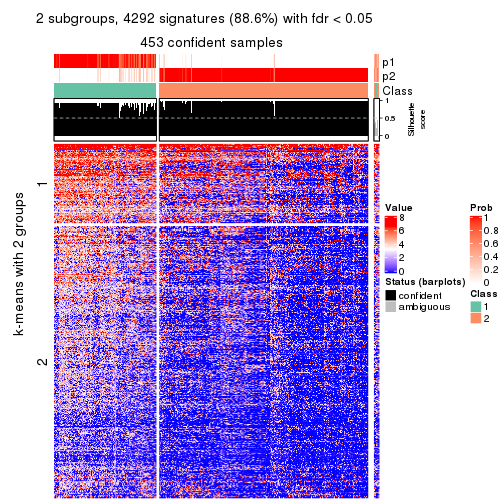 2 subgroups, 4292 signatures (88.6%) with fdr < 0.05
453 confident samples
p1
p2
Class
1
0.5
0
Silhouette
score
k-means with 2 groups
1
2
Value
8
6
4
2
0
Status (barplots)
confident
ambiguous
Prob
1
0.8
0.6
0.4
0.2
0
Class
1
2